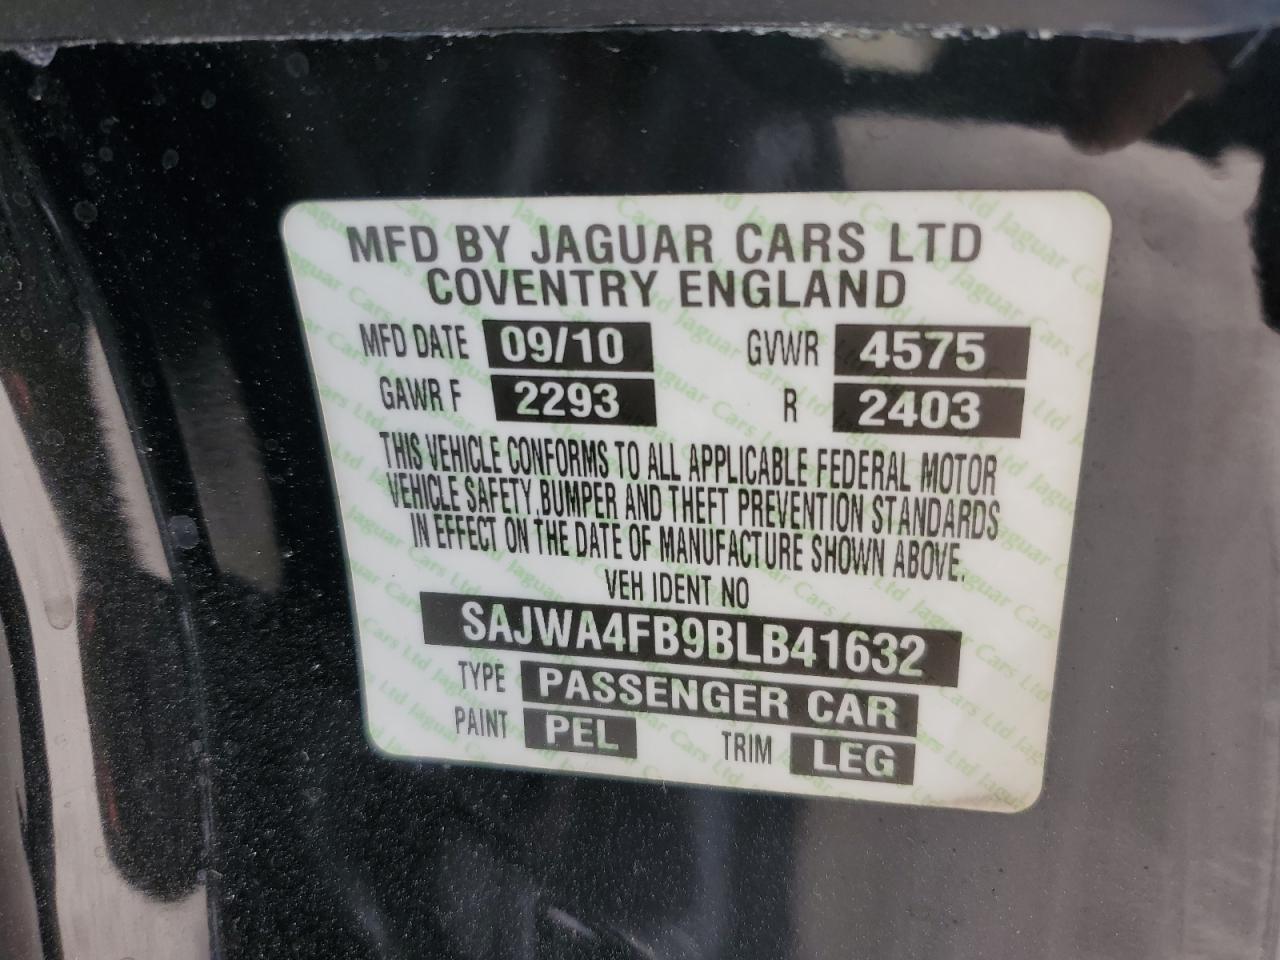 MFD BY JAGUAR CARS LTD
COVENTRY ENGLAND
MFD DATE 09/10 GVWR 4575
GAWR F 2293 R 2403
THIS VEHICLE CONFORMS TO ALL APPLICABLE FEDERAL MOTOR
VEHICLE SAFETY, BUMPER AND THEFT PREVENTION STANDARDS
IN EFFECT ON THE DATE OF MANUFACTURE SHOWN ABOVE.
VEH IDENT NO
SAJWA4FB9BLB41632
TYPE PASSENGER CAR
PAINT PEL TRIM LEG